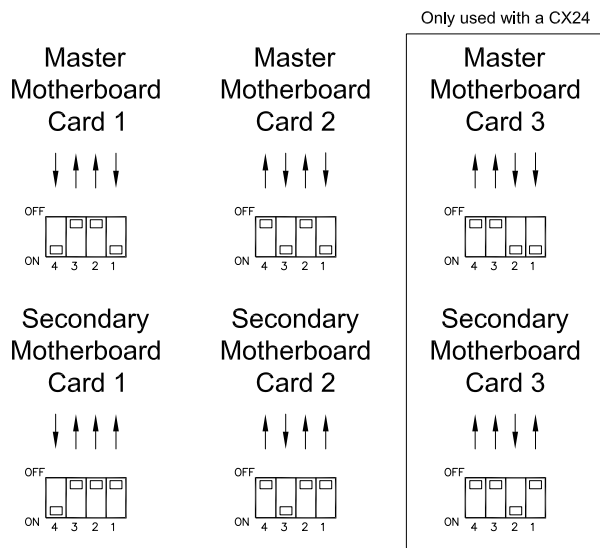 Only used with a CX24
Master
Motherboard
Card 1
OFF
ON 4 3 2 1
Master
Motherboard
Card 2
OFF
ON 4 3 2 1
Master
Motherboard
Card 3
OFF
ON 4 3 2 1
Secondary
Motherboard
Card 1
OFF
ON 4 3 2 1
Secondary
Motherboard
Card 2
OFF
ON 4 3 2 1
Secondary
Motherboard
Card 3
OFF
ON 4 3 2 1